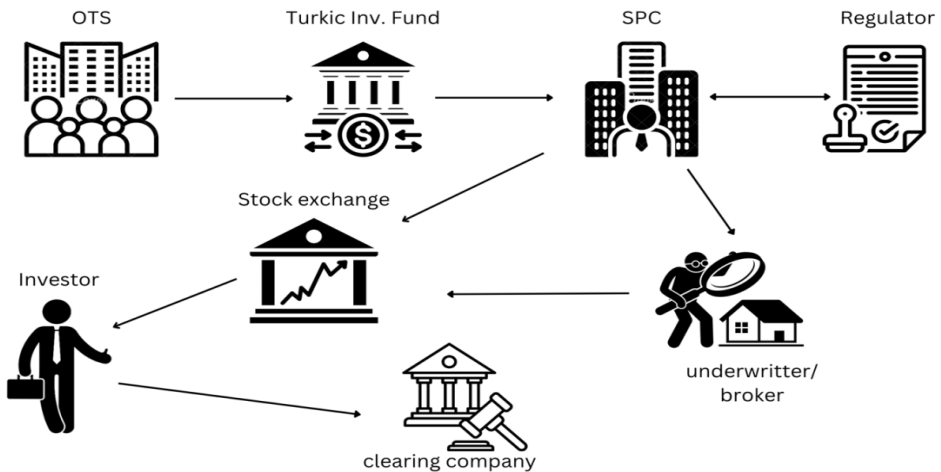 OTS
Turkic Inv. Fund
SPC
Regulator
$
Stock exchange
Investor
underwritter/
broker
clearing company